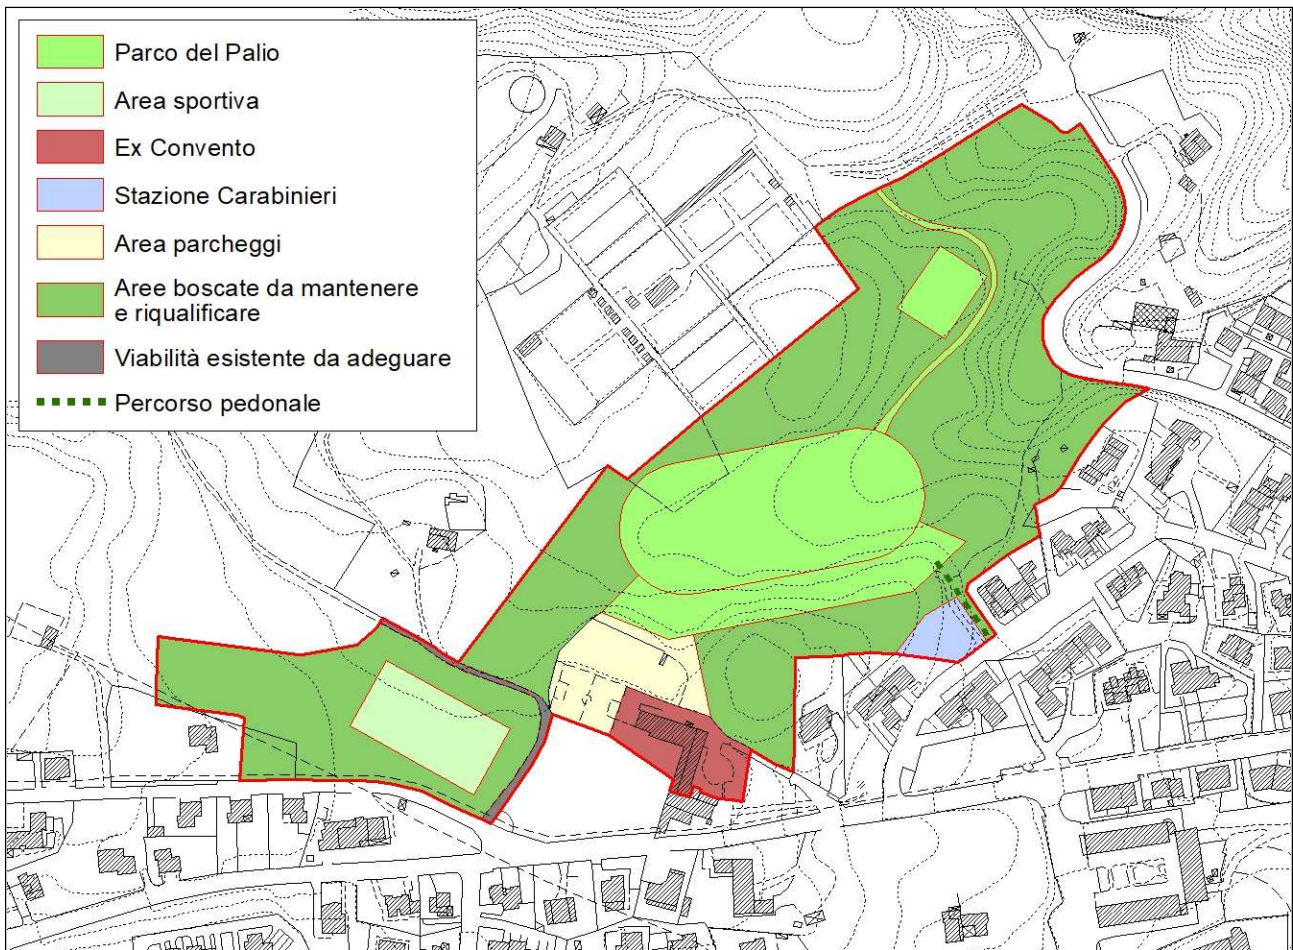 Parco del Palio
Area sportiva
Ex Convento
Stazione Carabinieri
Area parcheggi
Aree boscate da mantenere
e riqualificare
Viabilità esistente da adeguare
Percorso pedonale